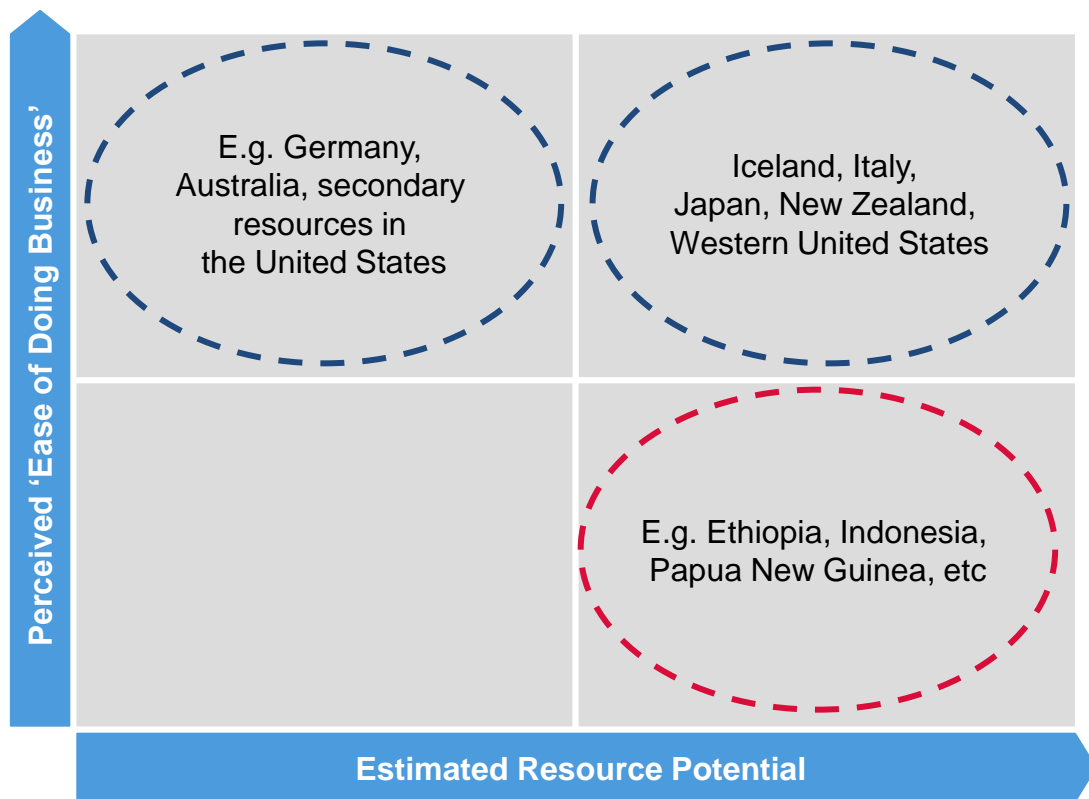 Perceived ‘Ease of Doing Business’
E.g. Germany,
Australia, secondary
resources in
the United States
Iceland, Italy,
Japan, New Zealand,
Western United States
E.g. Ethiopia, Indonesia,
Papua New Guinea, etc
Estimated Resource Potential